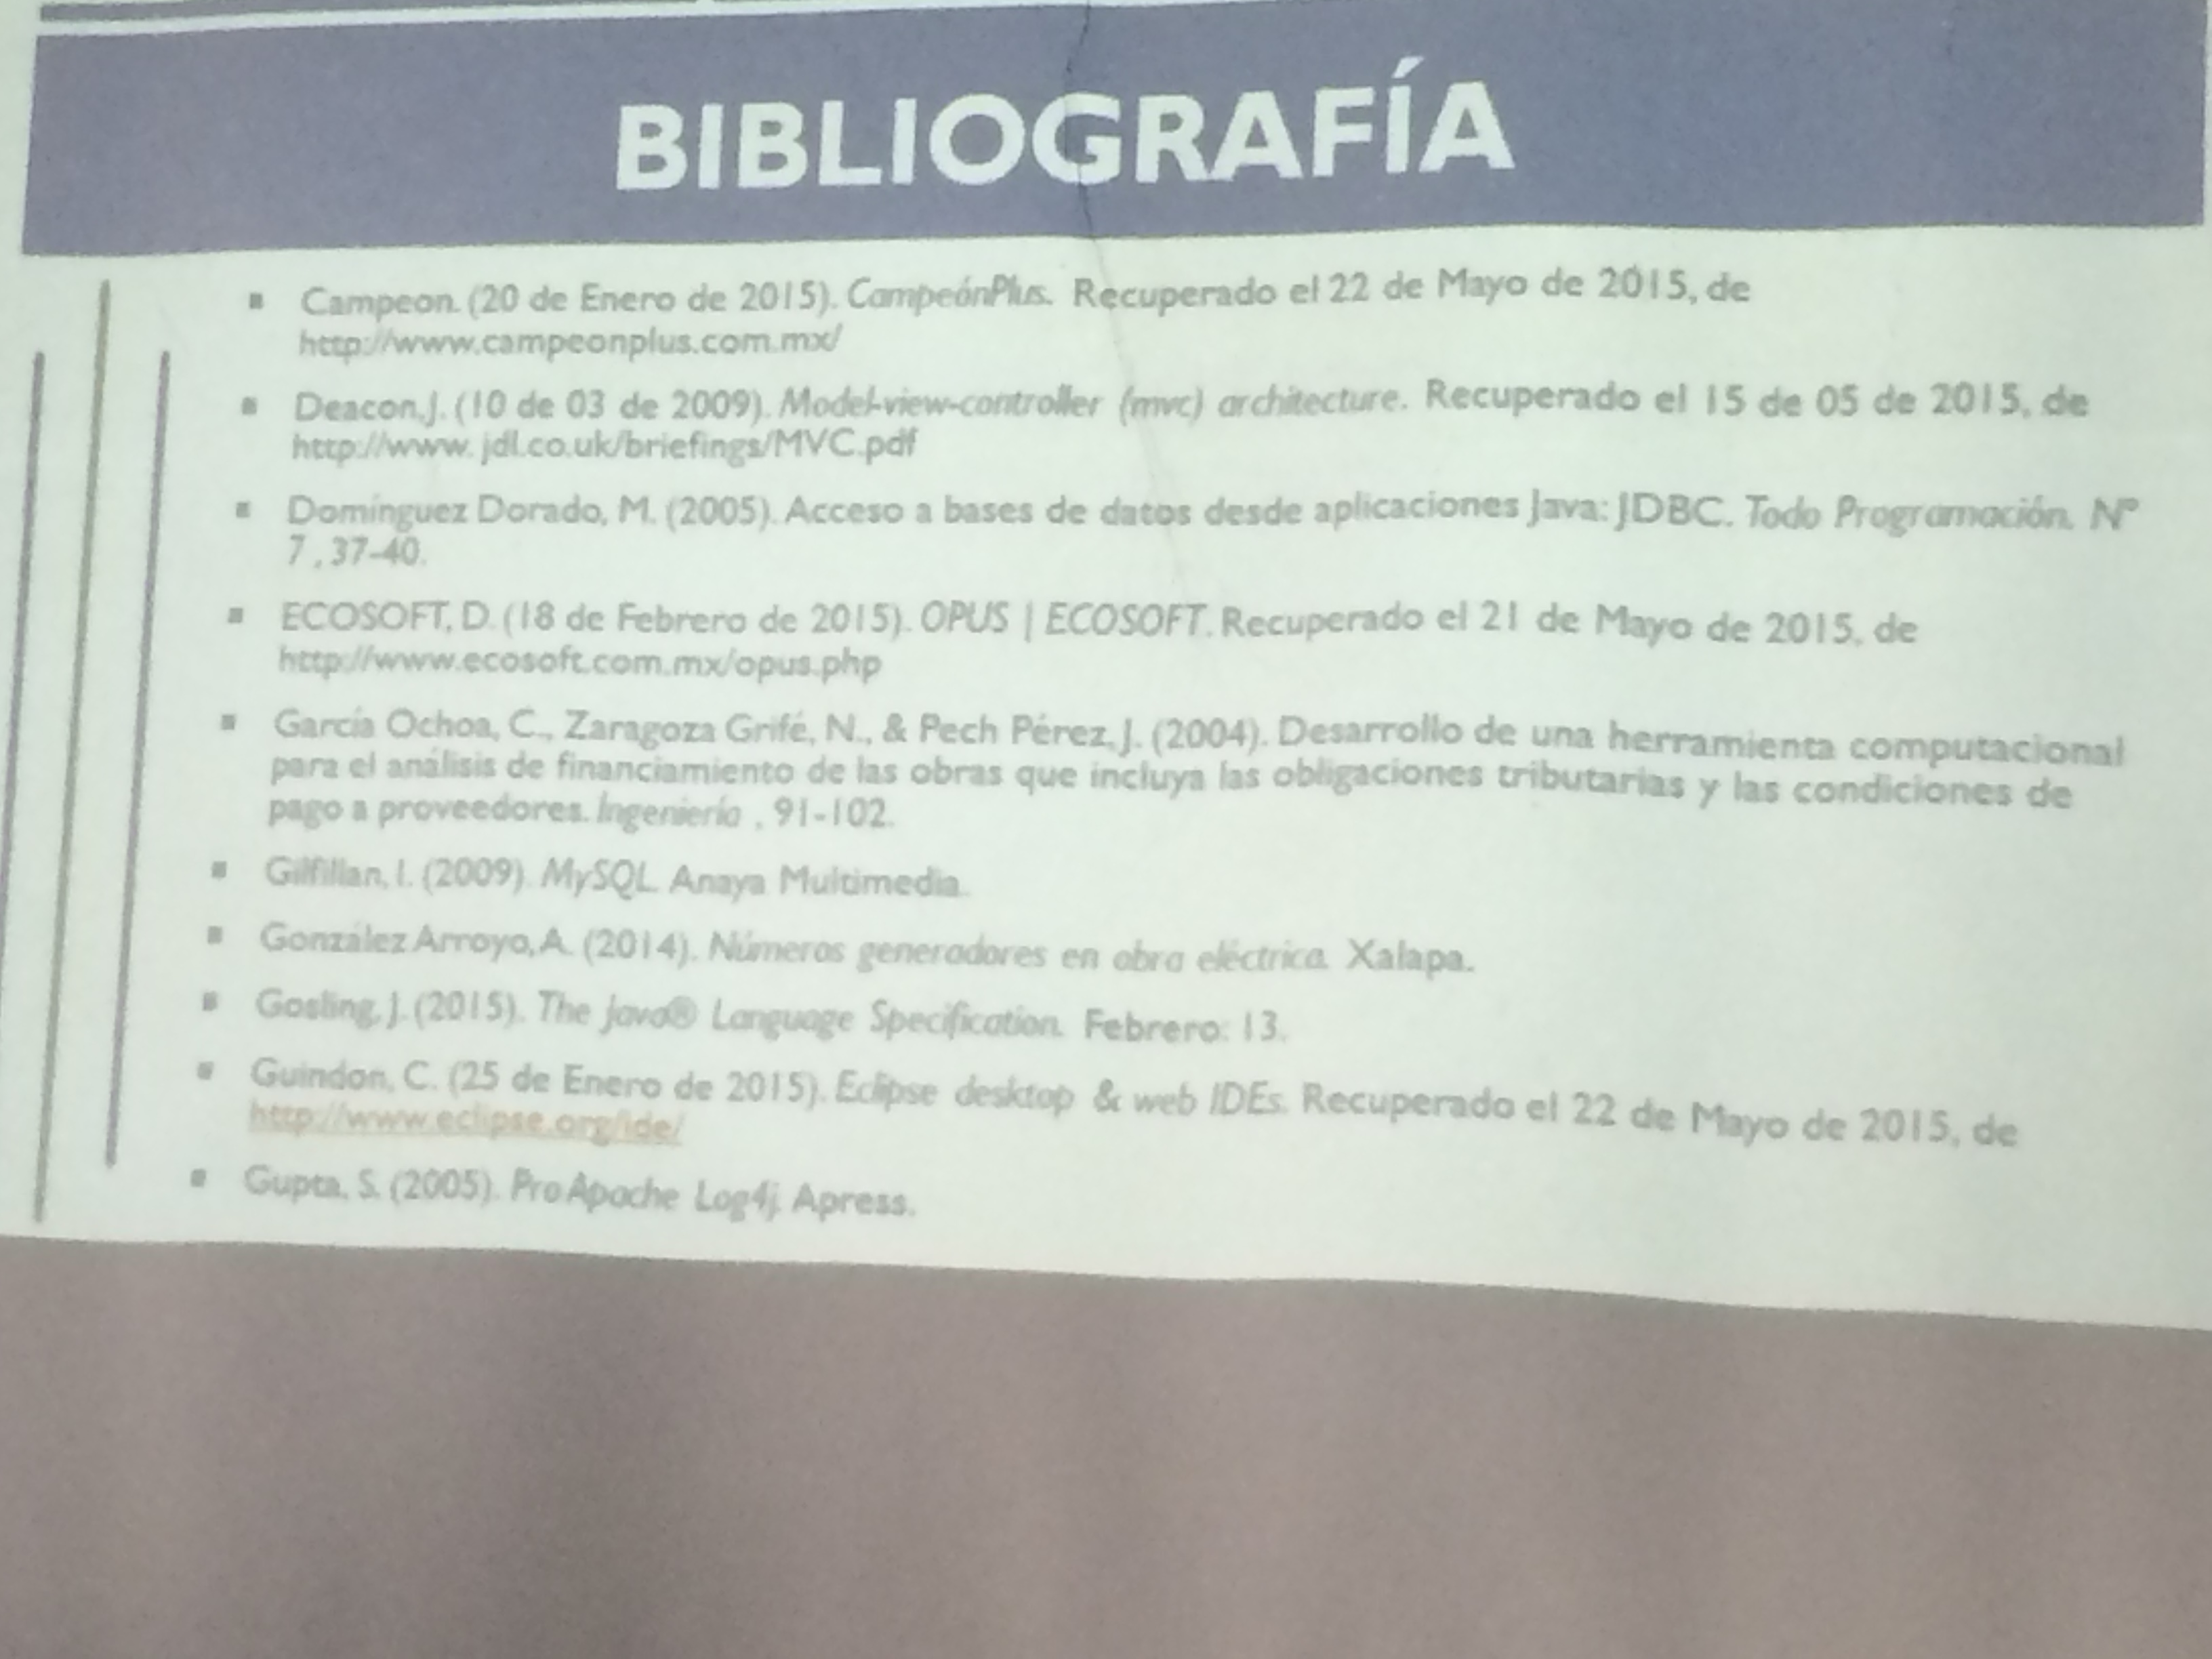 BIBLIOGRAFÍA
▪ Campeon. (20 de Enero de 2015). CampeónPlus. Recuperado el 22 de Mayo de 2015, de
http://www.campeonplus.com.mx/
▪ Deacon, J. (10 de 03 de 2009). Model-view-controller (mvc) architecture. Recuperado el 15 de 05 de 2015, de
http://www. jdl.co.uk/briefings/MVC.pdf
▪ Domínguez Dorado, M. (2005). Acceso a bases de datos desde aplicaciones Java: JDBC. Todo Programación. Nº
7 , 37-40.
▪ ECOSOFT, D. (18 de Febrero de 2015). OPUS | ECOSOFT. Recuperado el 21 de Mayo de 2015, de
http://www.ecosoft.com.mx/opus.php
▪ García Ochoa, C., Zaragoza Grifé, N., & Pech Pérez, J. (2004). Desarrollo de una herramienta computacional
para el análisis de financiamiento de las obras que incluya las obligaciones tributarias y las condiciones de
pago a proveedores. Ingeniería , 91-102.
▪ Gilfillan, I. (2009). MySQL. Anaya Multimedia.
▪ González Arroyo, A. (2014). Números generadores en obra eléctrica. Xalapa.
▪ Gosling, J. (2015). The Java® Language Specification. Febrero: 13.
▪ Guindon, C. (25 de Enero de 2015). Eclipse desktop & web IDEs. Recuperado el 22 de Mayo de 2015, de
http://www.eclipse.org/ide/
▪ Gupta, S. (2005). Pro Apache Log4j. Apress.